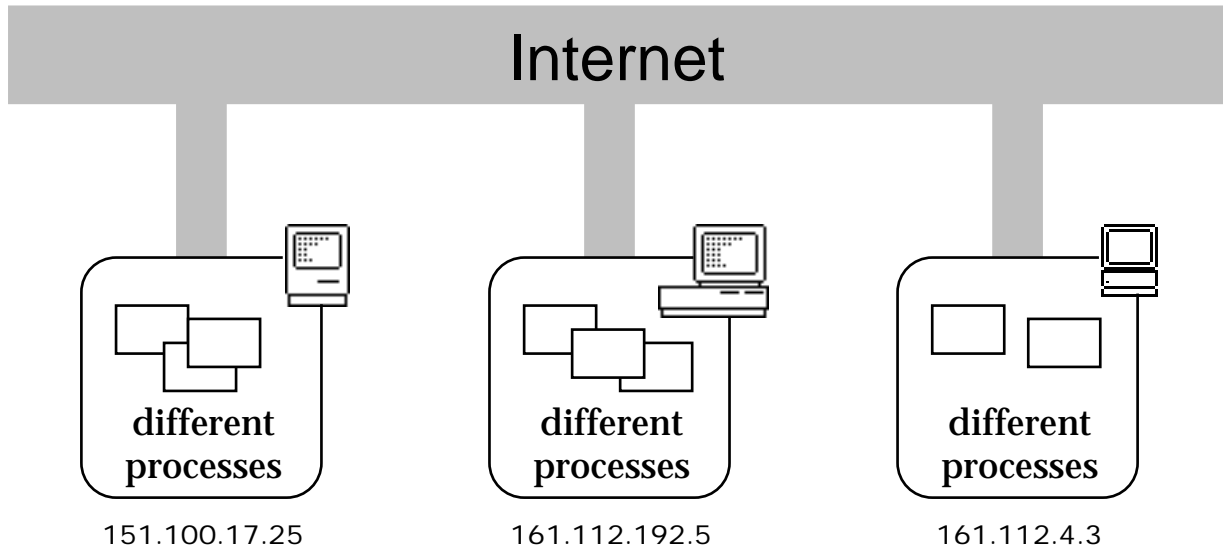 Internet
different
processes
different
processes
different
processes
151.100.17.25
161.112.192.5
161.112.4.3